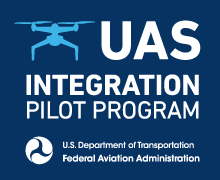 UAS
INTEGRATION
PILOT PROGRAM
U.S. Department of Transportation
Federal Aviation Administration